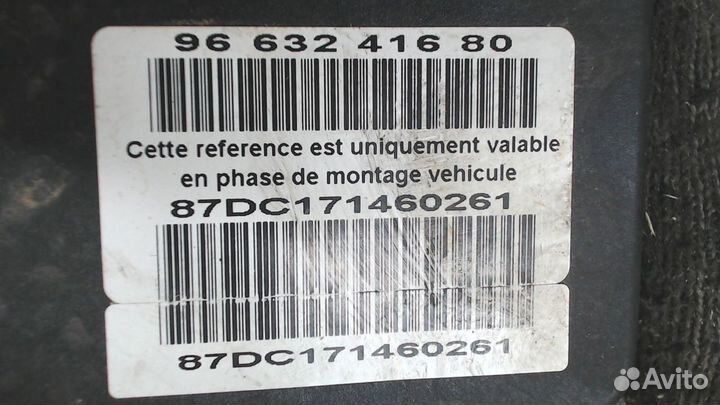 96 632 416 80
Cette reference est uniquement valable
en phase de montage vehicule
87DC171460261
87DC171460261
Avito